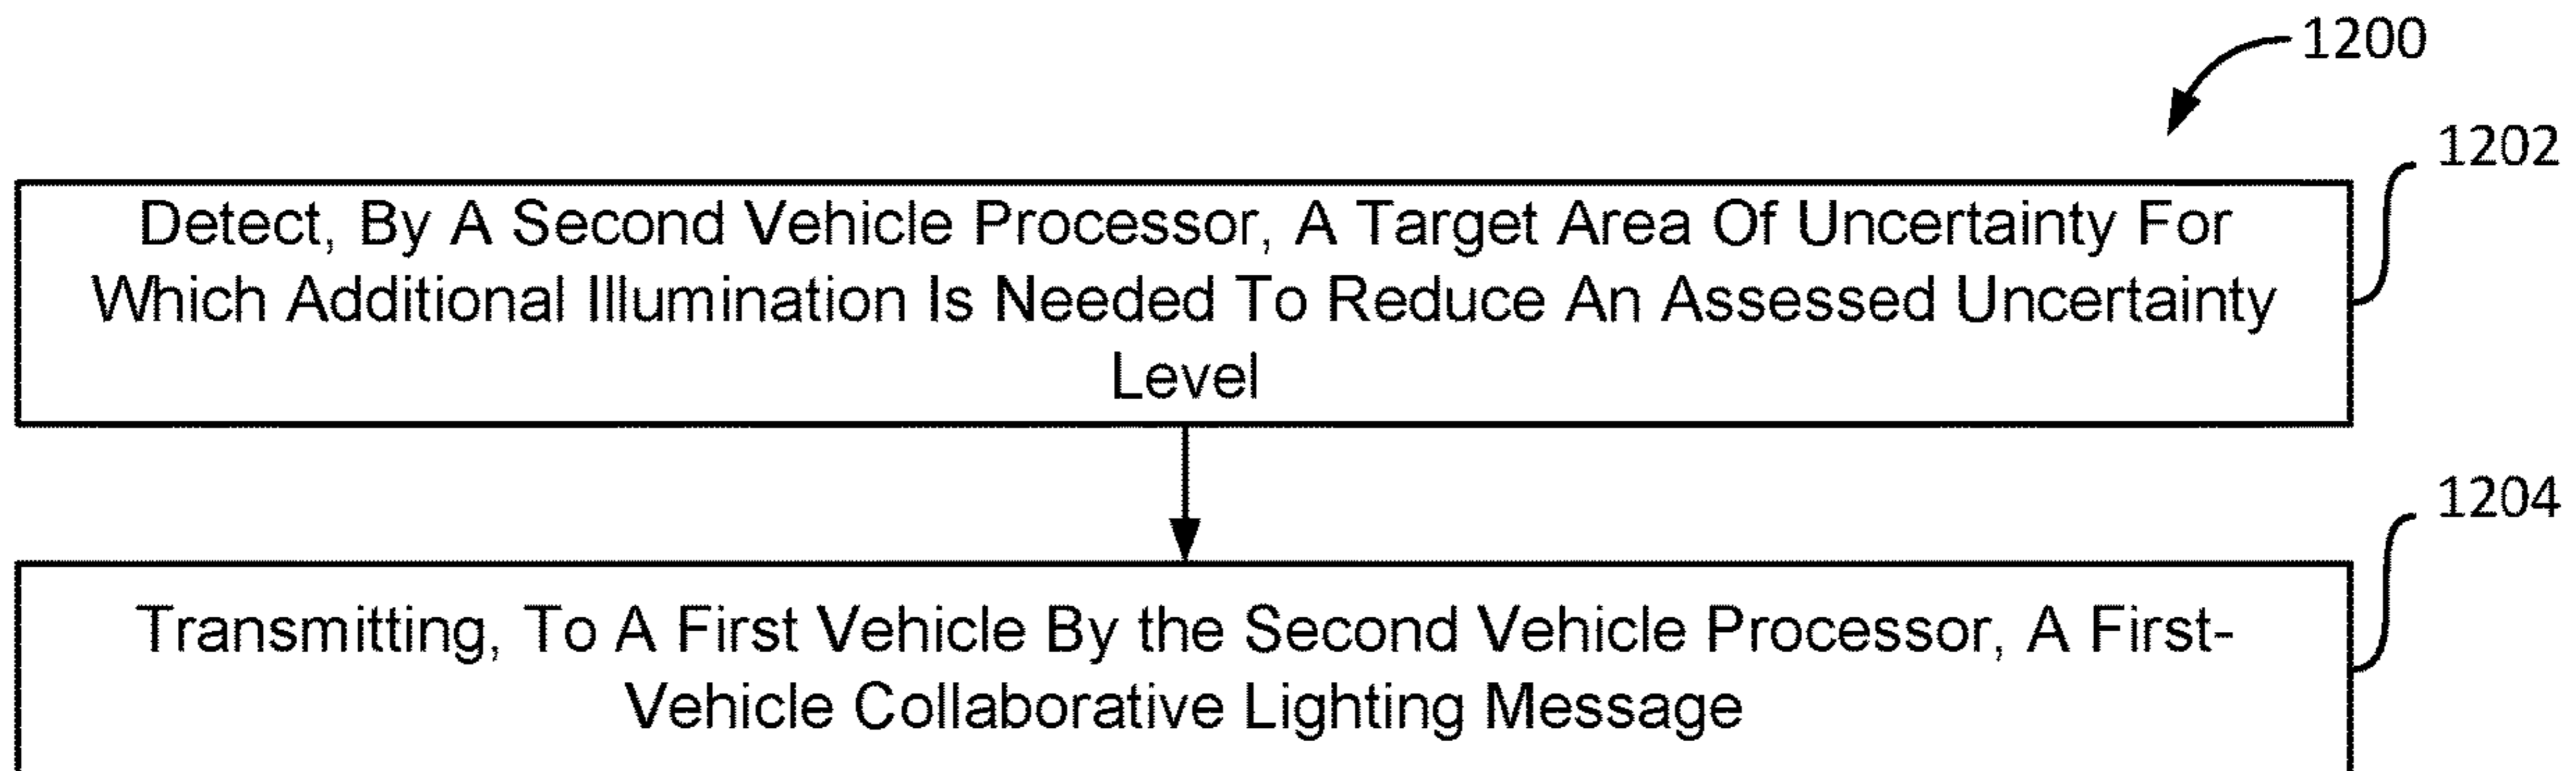 1200
1202
Detect, By A Second Vehicle Processor, A Target Area Of Uncertainty For
Which Additional Illumination Is Needed To Reduce An Assessed Uncertainty
Level
1204
Transmitting, To A First Vehicle By the Second Vehicle Processor, A First-
Vehicle Collaborative Lighting Message